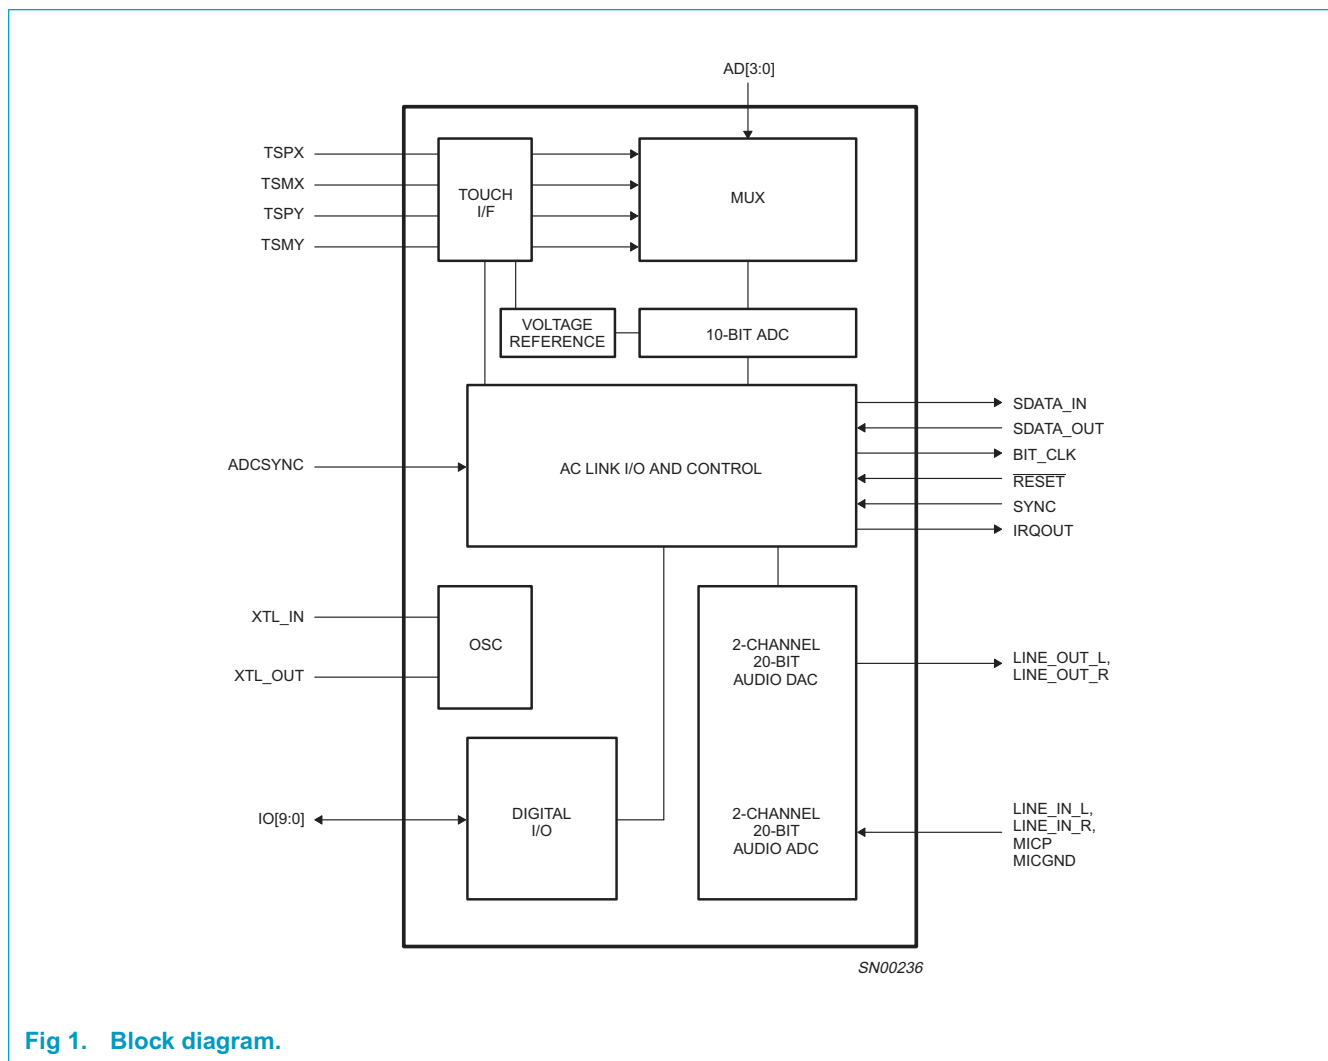 AD[3:0]
TSPX
TSMX
TSPY
TSMY
TOUCH
I/F
MUX
VOLTAGE
REFERENCE
10-BIT ADC
ADCSYNC
AC LINK I/O AND CONTROL
SDATA_IN
SDATA_OUT
BIT_CLK
RESET
SYNC
IRQOUT
XTL_IN
XTL_OUT
OSC
2-CHANNEL
20-BIT
AUDIO DAC
LINE_OUT_L,
LINE_OUT_R
IO[9:0]
DIGITAL
I/O
2-CHANNEL
20-BIT
AUDIO ADC
LINE_IN_L,
LINE_IN_R,
MICP
MICGND
SN00236
Fig 1. Block diagram.